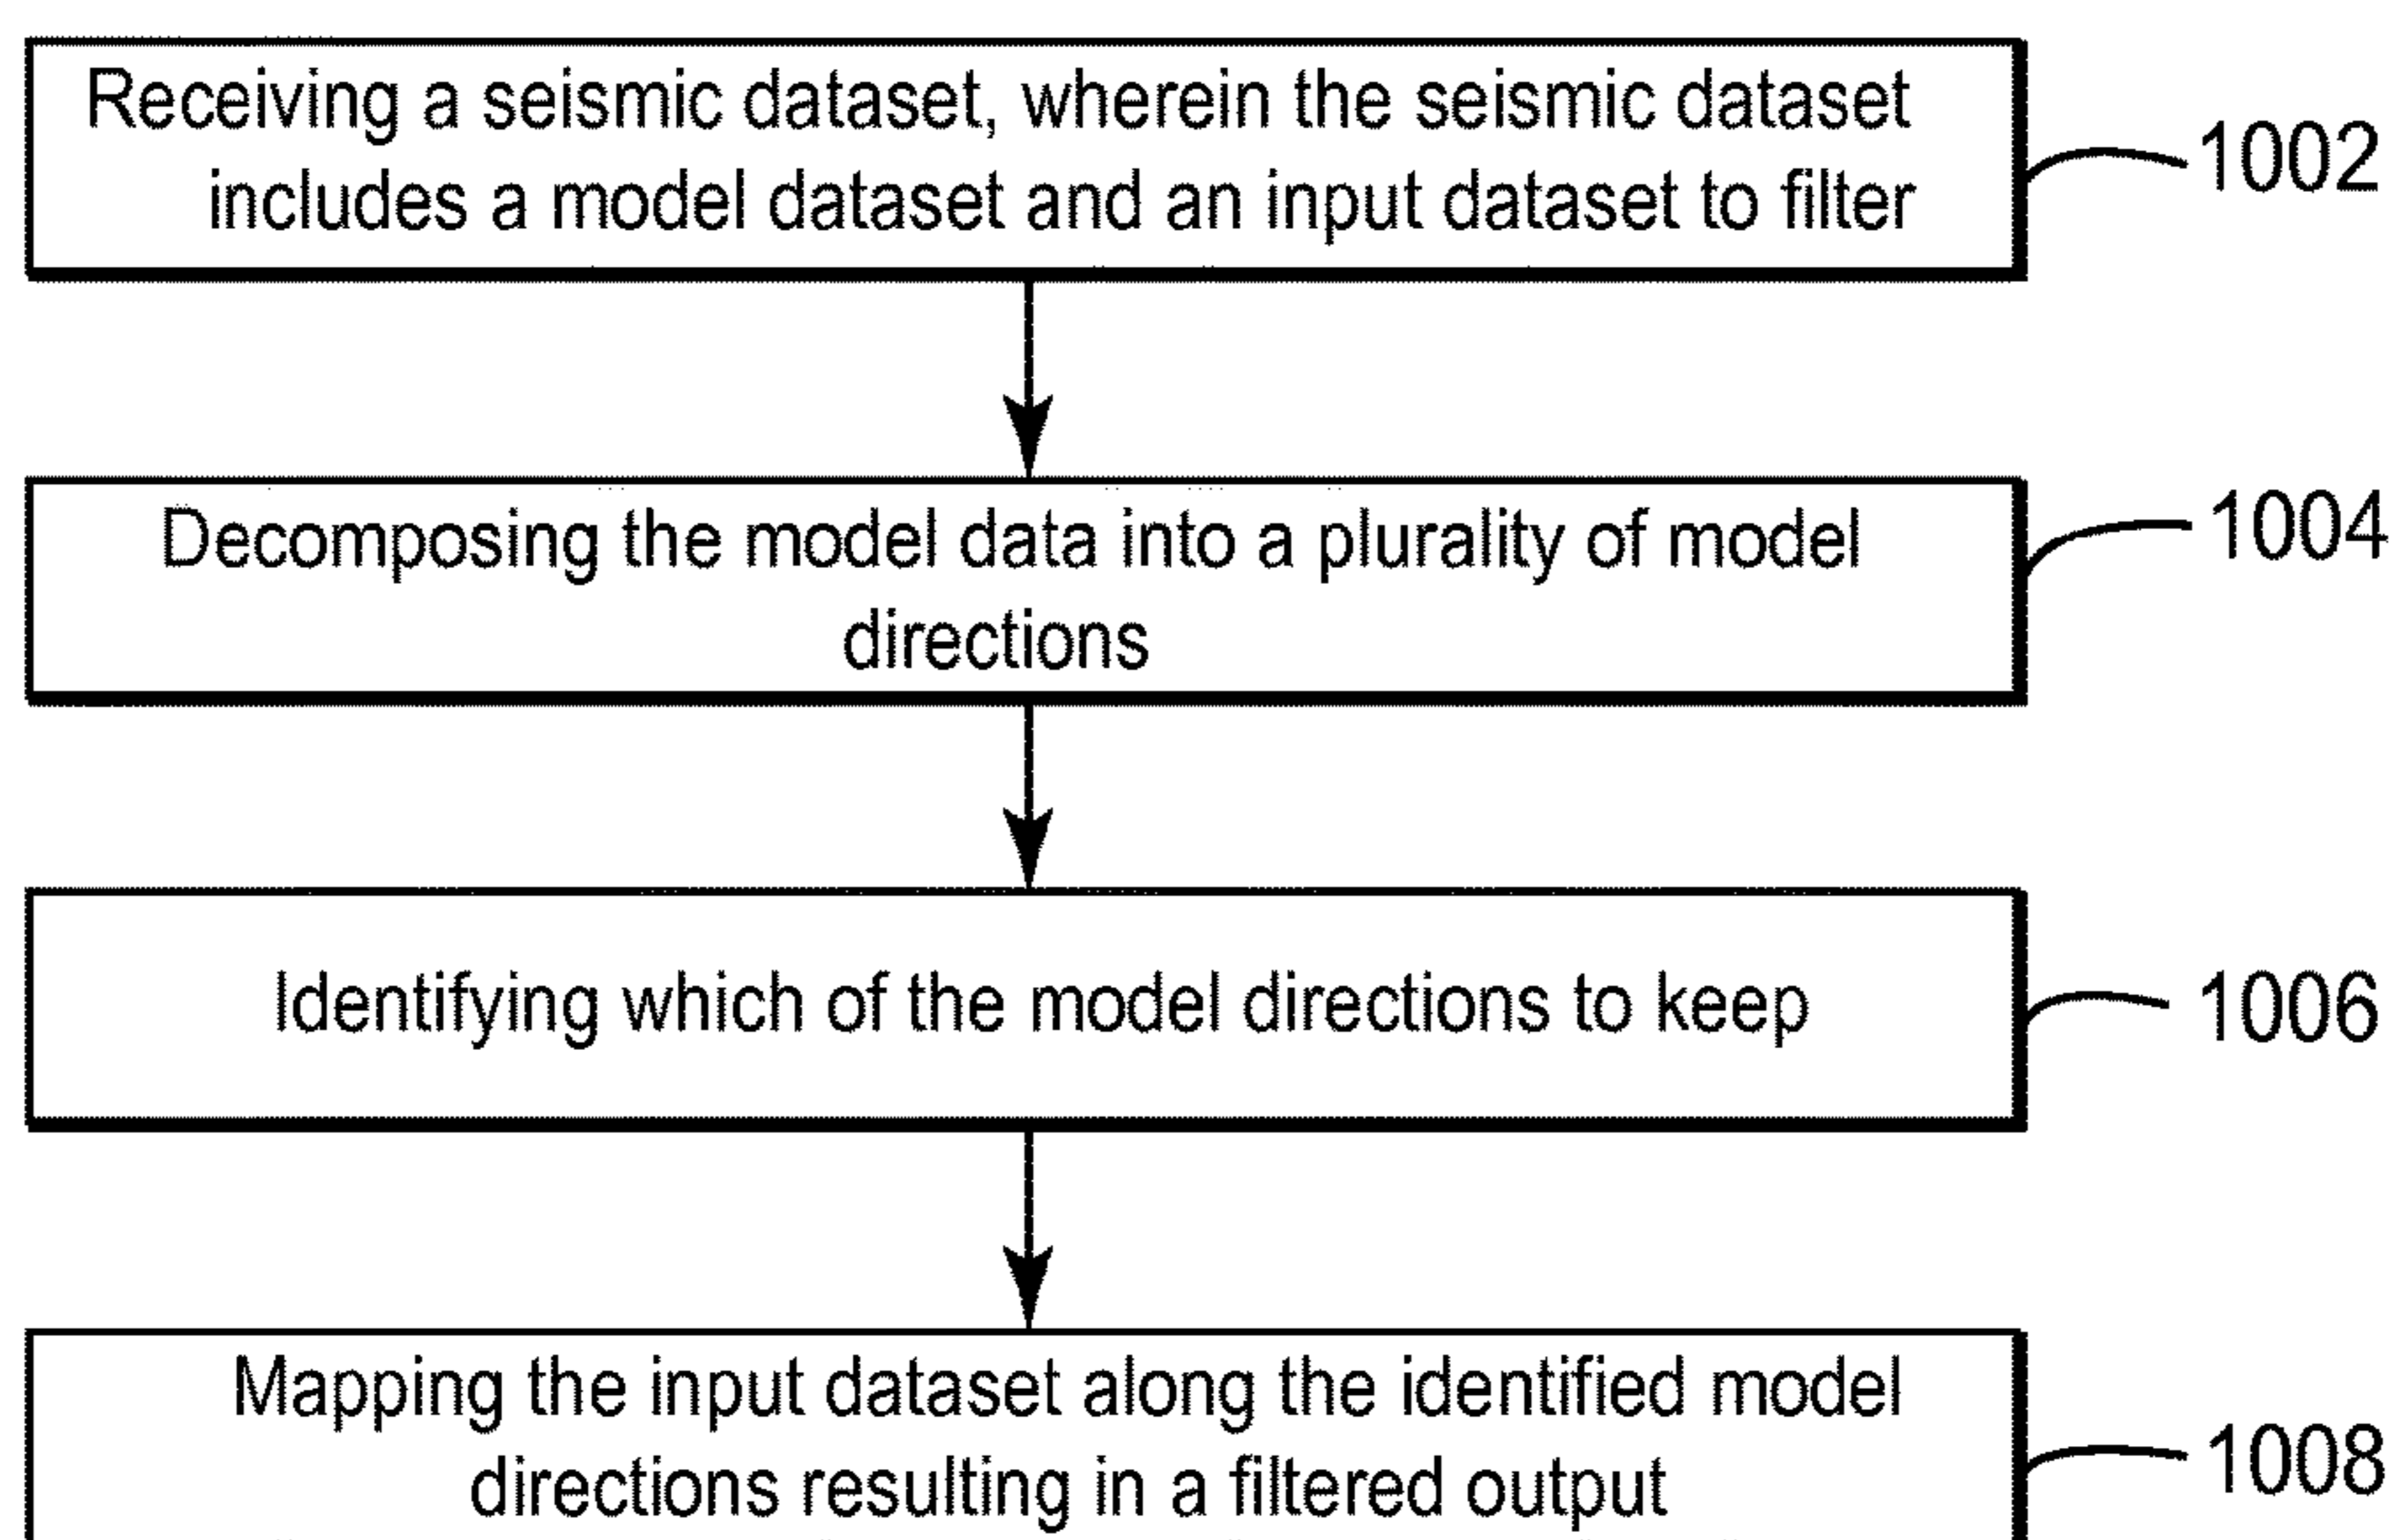 Receiving a seismic dataset, wherein the seismic dataset
includes a model dataset and an input dataset to filter
1002
Decomposing the model data into a plurality of model
directions
1004
Identifying which of the model directions to keep
1006
Mapping the input dataset along the identified model
directions resulting in a filtered output
1008